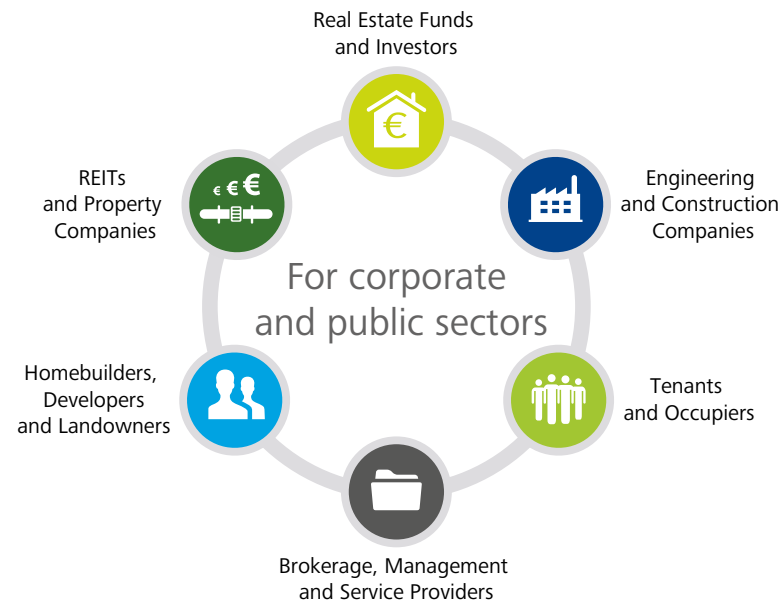 Real Estate Funds
and Investors
€
REITs
and Property
Companies
€ € €
Engineering
and Construction
Companies
For corporate
and public sectors
Homebuilders,
Developers
and Landowners
Tenants
and Occupiers
Brokerage, Management
and Service Providers